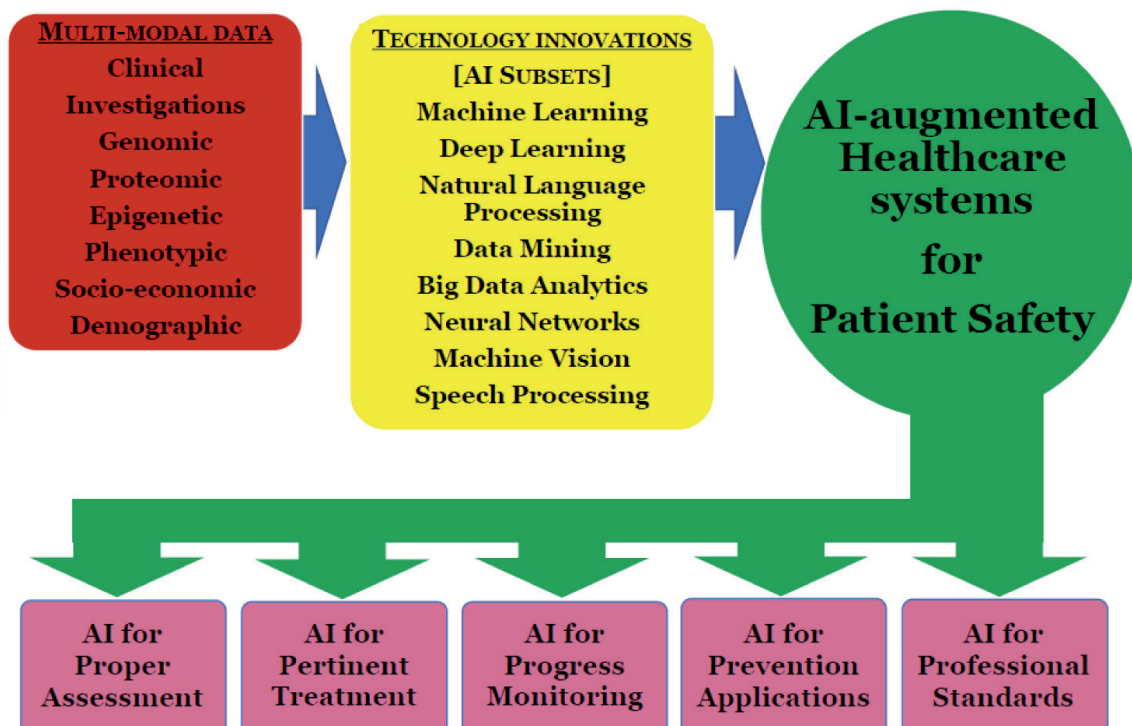 MULTI-MODAL DATA
Clinical
Investigations
Genomic
Proteomic
Epigenetic
Phenotypic
Socio-economic
Demographic
TECHNOLOGY INNOVATIONS
[AI SUBSETS]
Machine Learning
Deep Learning
Natural Language
Processing
Data Mining
Big Data Analytics
Neural Networks
Machine Vision
Speech Processing
AI-augmented
Healthcare
systems
for
Patient Safety
AI for
Proper
Assessment
AI for
Pertinent
Treatment
AI for
Progress
Monitoring
AI for
Prevention
Applications
AI for
Professional
Standards